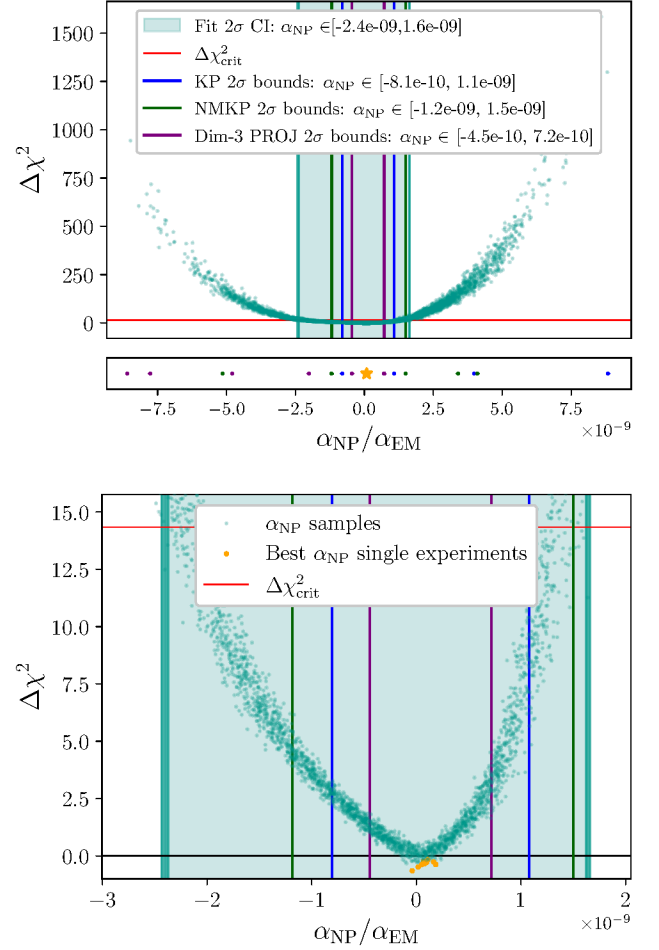 1500
1250
1000
750
500
250
0
Δχ²
Fit 2σ CI: α_NP ∈[-2.4e-09,1.6e-09]
Δχ²_crit
KP 2σ bounds: α_NP ∈ [-8.1e-10, 1.1e-09]
NMKP 2σ bounds: α_NP ∈ [-1.2e-09, 1.5e-09]
Dim-3 PROJ 2σ bounds: α_NP ∈ [-4.5e-10, 7.2e-10]
−7.5 −5.0 −2.5 0.0 2.5 5.0 7.5
×10⁻⁹
α_NP/α_EM
15.0
12.5
10.0
7.5
5.0
2.5
0.0
Δχ²
α_NP samples
Best α_NP single experiments
Δχ²_crit
−3 −2 −1 0 1 2
×10⁻⁹
α_NP/α_EM